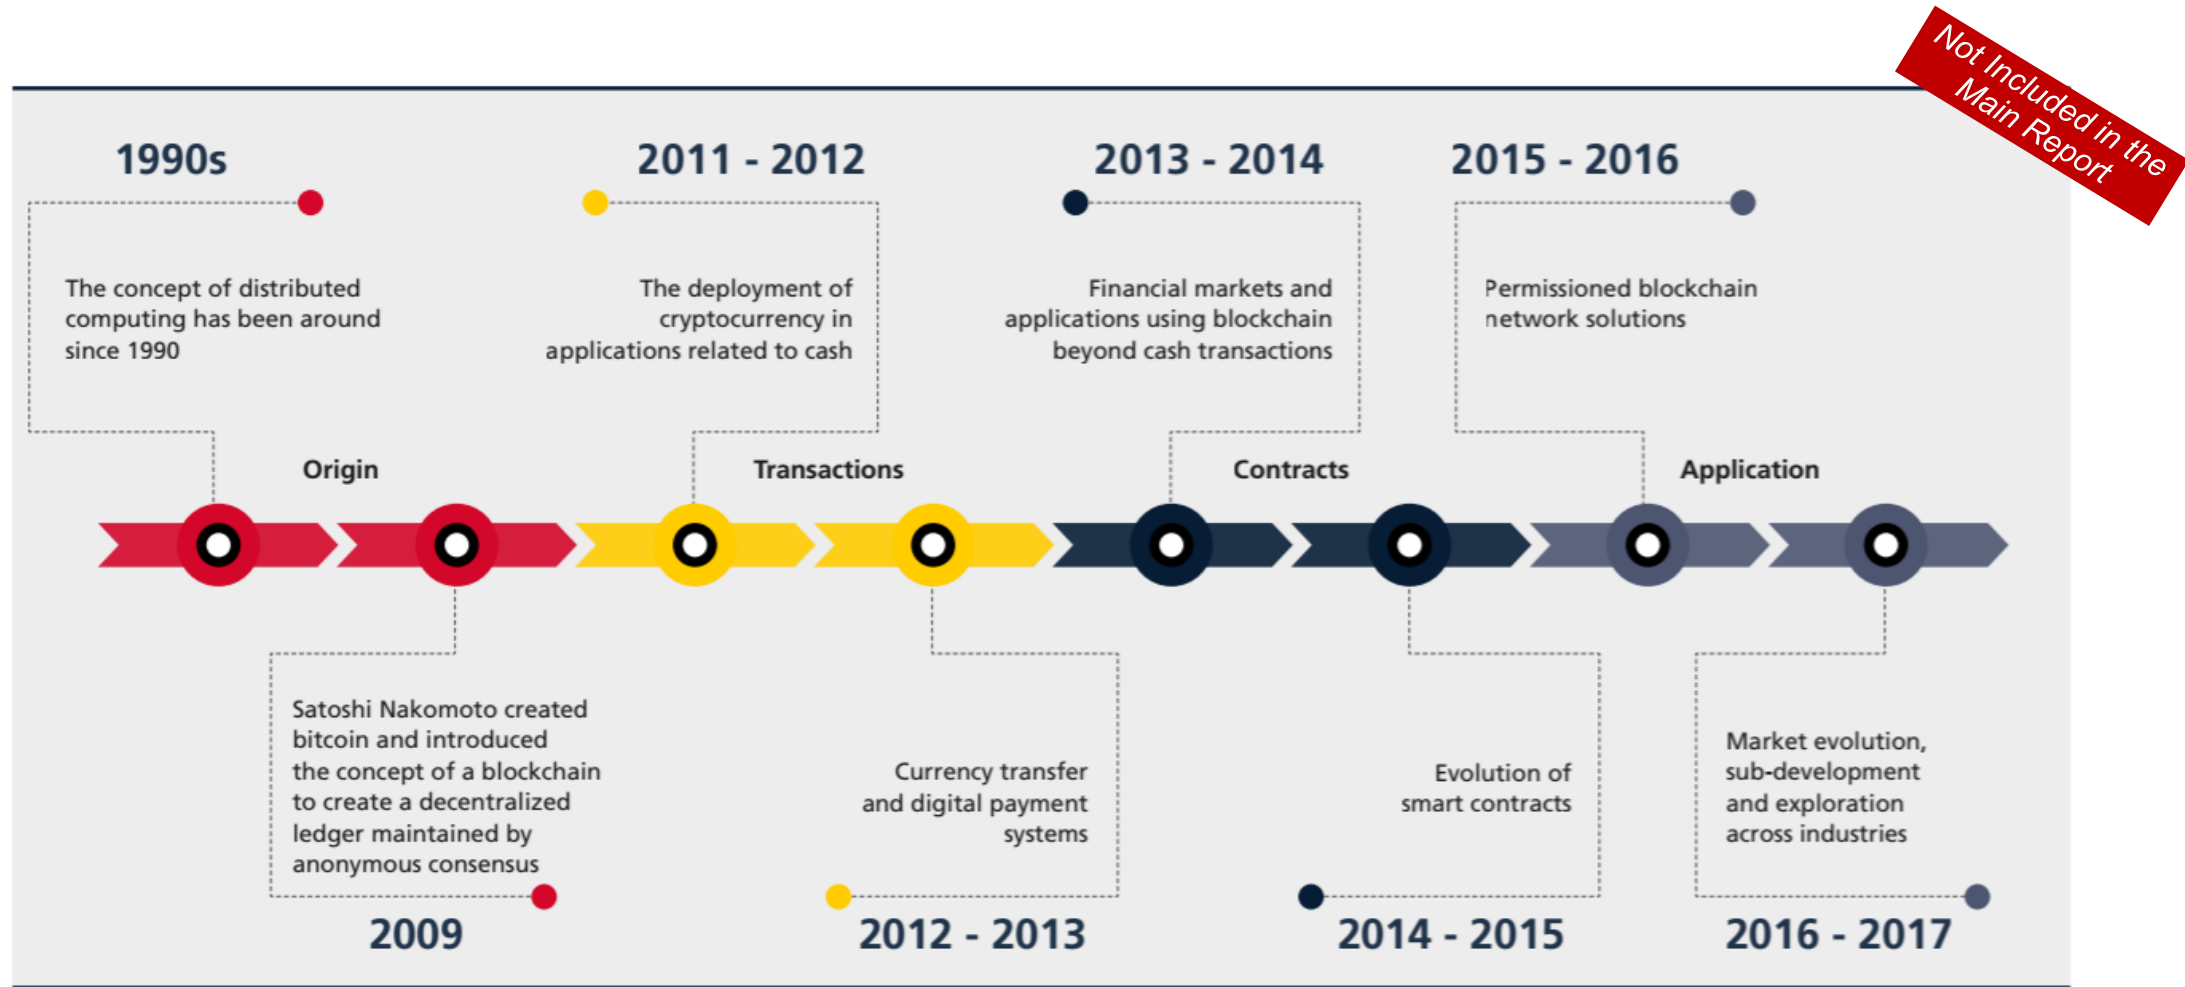 Not Included in the
Main Report
1990s
The concept of distributed
computing has been around
since 1990
2011 - 2012
The deployment of
cryptocurrency in
applications related to cash
2013 - 2014
Financial markets and
applications using blockchain
beyond cash transactions
2015 - 2016
Permissioned blockchain
network solutions
Origin
Transactions
Contracts
Application
Satoshi Nakomoto created
bitcoin and introduced
the concept of a blockchain
to create a decentralized
ledger maintained by
anonymous consensus
2009
Currency transfer
and digital payment
systems
2012 - 2013
Evolution of
smart contracts
2014 - 2015
Market evolution,
sub-development
and exploration
across industries
2016 - 2017